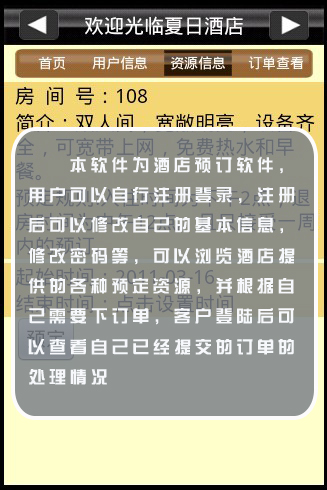 欢迎光临夏日酒店
首页 用户信息 资源信息 订单查看
房 间 号：108
简介：双人间，宽敞明亮，设备齐
全，可宽带上网，免费热水和早
餐。
本软件为酒店预订软件，
用户可以自行注册登录，注册
后可以修改自己的基本信息，
修改密码等，可以浏览酒店提
供的各种预定资源，并根据自
己需要下订单，客户登陆后可
以查看自己已经提交的订单的
处理情况
内的预订
起始时间：2011-03-16
结束时间：点击设置时间
预定